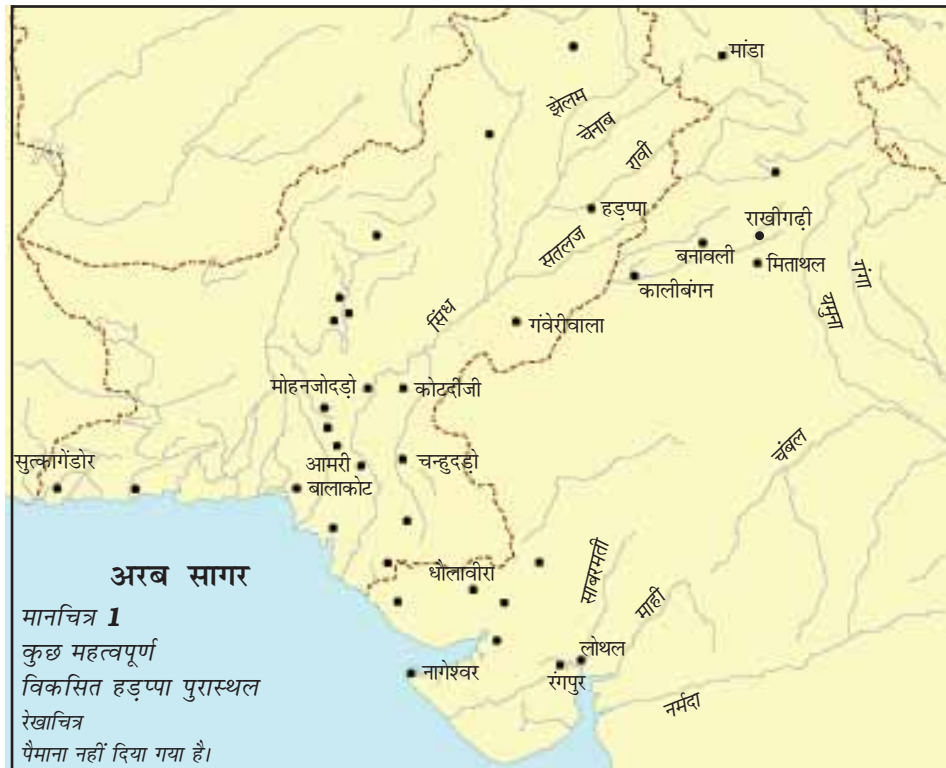 मांडा
झेलम
चेनाब
रावी
हड़प्पा
राखीगढ़ी
सतलज
बनावली
मिताथल
गंगा
कालीबंगन
यमुना
सिंध
गंवेरीवाला
मोहनजोदड़ो
कोटदीजी
चंबल
सुत्कागेंडोर
आमरी
चन्हुदड़ो
बालाकोट
साबरमती
अरब सागर
धौलावीरा
माही
मानचित्र 1
कुछ महत्वपूर्ण
लोथल
विकसित हड़प्पा पुरास्थल
नागेश्वर
रंगपुर
नर्मदा
रेखाचित्र
पैमाना नहीं दिया गया है।